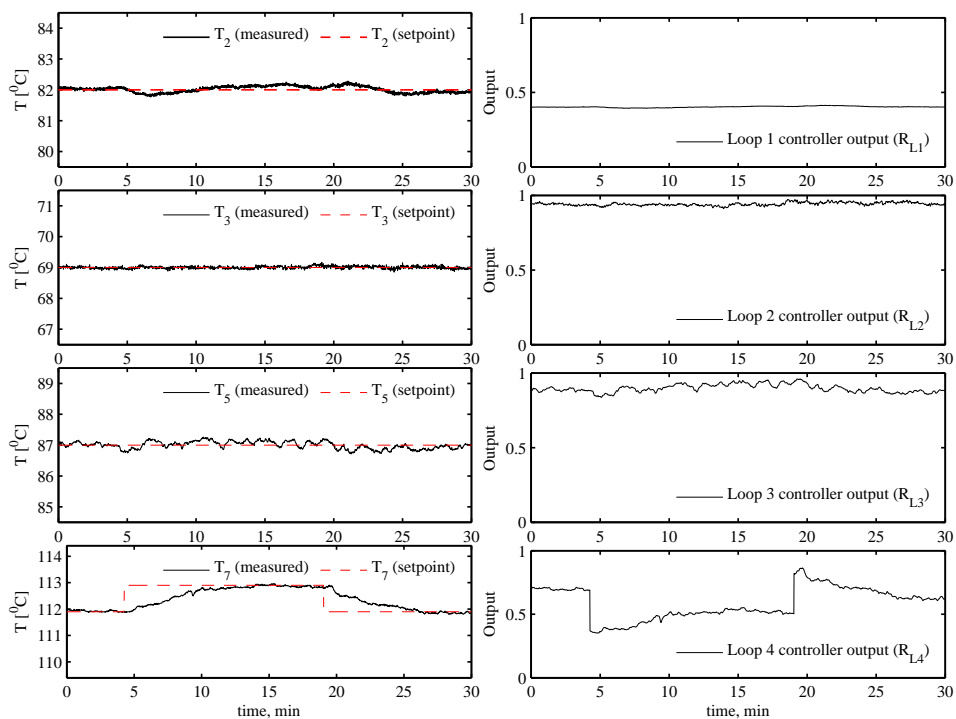 84
83
82
81
80
T [⁰C]
T₂ (measured) T₂ (setpoint)
0 5 10 15 20 25 30
1
0.5
0
Output
Loop 1 controller output (R_L1)
0 5 10 15 20 25 30
71
70
69
68
67
T [⁰C]
T₃ (measured) T₃ (setpoint)
0 5 10 15 20 25 30
1
0.5
0
Output
Loop 2 controller output (R_L2)
0 5 10 15 20 25 30
89
88
87
86
85
T [⁰C]
T₅ (measured) T₅ (setpoint)
0 5 10 15 20 25 30
1
0.5
0
Output
Loop 3 controller output (R_L3)
0 5 10 15 20 25 30
114
113
112
111
110
T [⁰C]
T₇ (measured) T₇ (setpoint)
0 5 10 15 20 25 30
time, min
1
0.5
0
Output
Loop 4 controller output (R_L4)
0 5 10 15 20 25 30
time, min